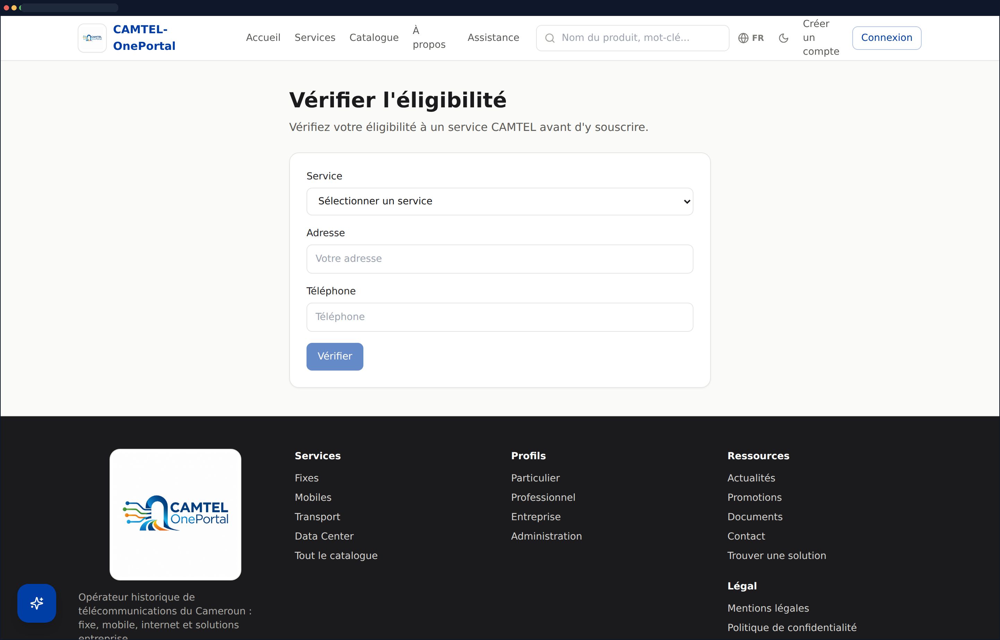 CAMTEL
OnePortal
CAMTEL-
OnePortal
Accueil
Services
Catalogue
À
propos
Assistance
Nom du produit, mot-clé...
FR
Créer
un
compte
Connexion
Vérifier l'éligibilité
Vérifiez votre éligibilité à un service CAMTEL avant d'y souscrire.
Service
Sélectionner un service
Adresse
Votre adresse
Téléphone
Téléphone
Vérifier
CAMTEL
OnePortal
Opérateur historique de
télécommunications du Cameroun :
fixe, mobile, internet et solutions
entreprise
Services
Fixes
Mobiles
Transport
Data Center
Tout le catalogue
Profils
Particulier
Professionnel
Entreprise
Administration
Ressources
Actualités
Promotions
Documents
Contact
Trouver une solution
Légal
Mentions légales
Politique de confidentialité